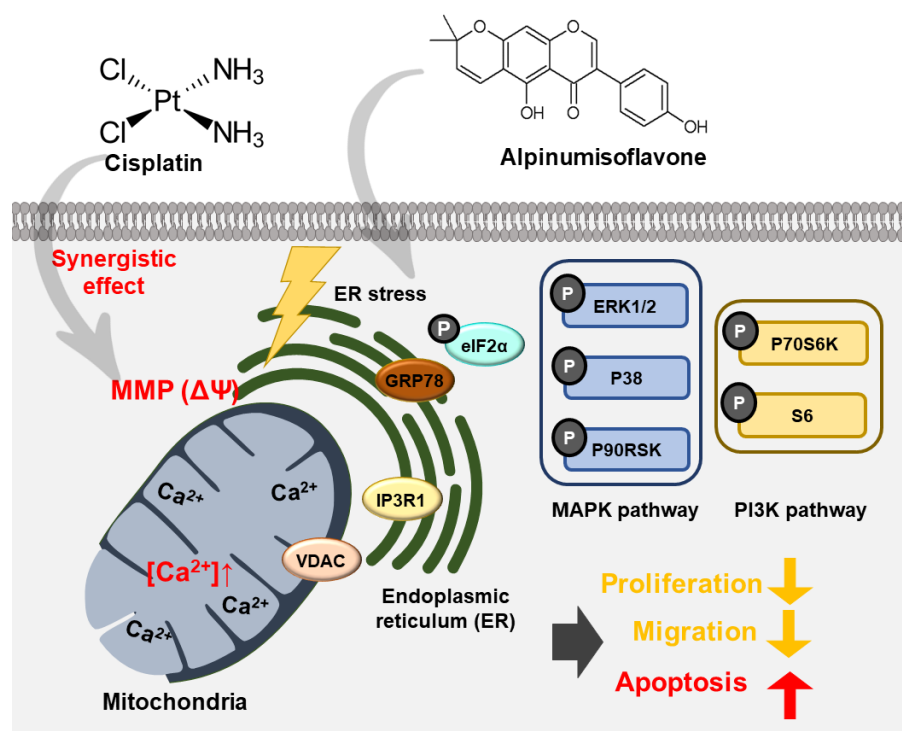 Cl
NH3
Pt
Cl
NH3
Cisplatin
O
O
OH
O
OH
Alpinumisoflavone
Synergistic
effect
ER stress
P
eIF2α
GRP78
MMP (ΔΨ)
P
ERK1/2
P
P38
P
P90RSK
MAPK pathway
P
P70S6K
P
S6
PI3K pathway
Ca²⁺
Ca²⁺
IP3R1
VDAC
[Ca²⁺]↑
Ca²⁺
Ca²⁺
Endoplasmic
reticulum (ER)
Mitochondria
Proliferation
Migration
Apoptosis